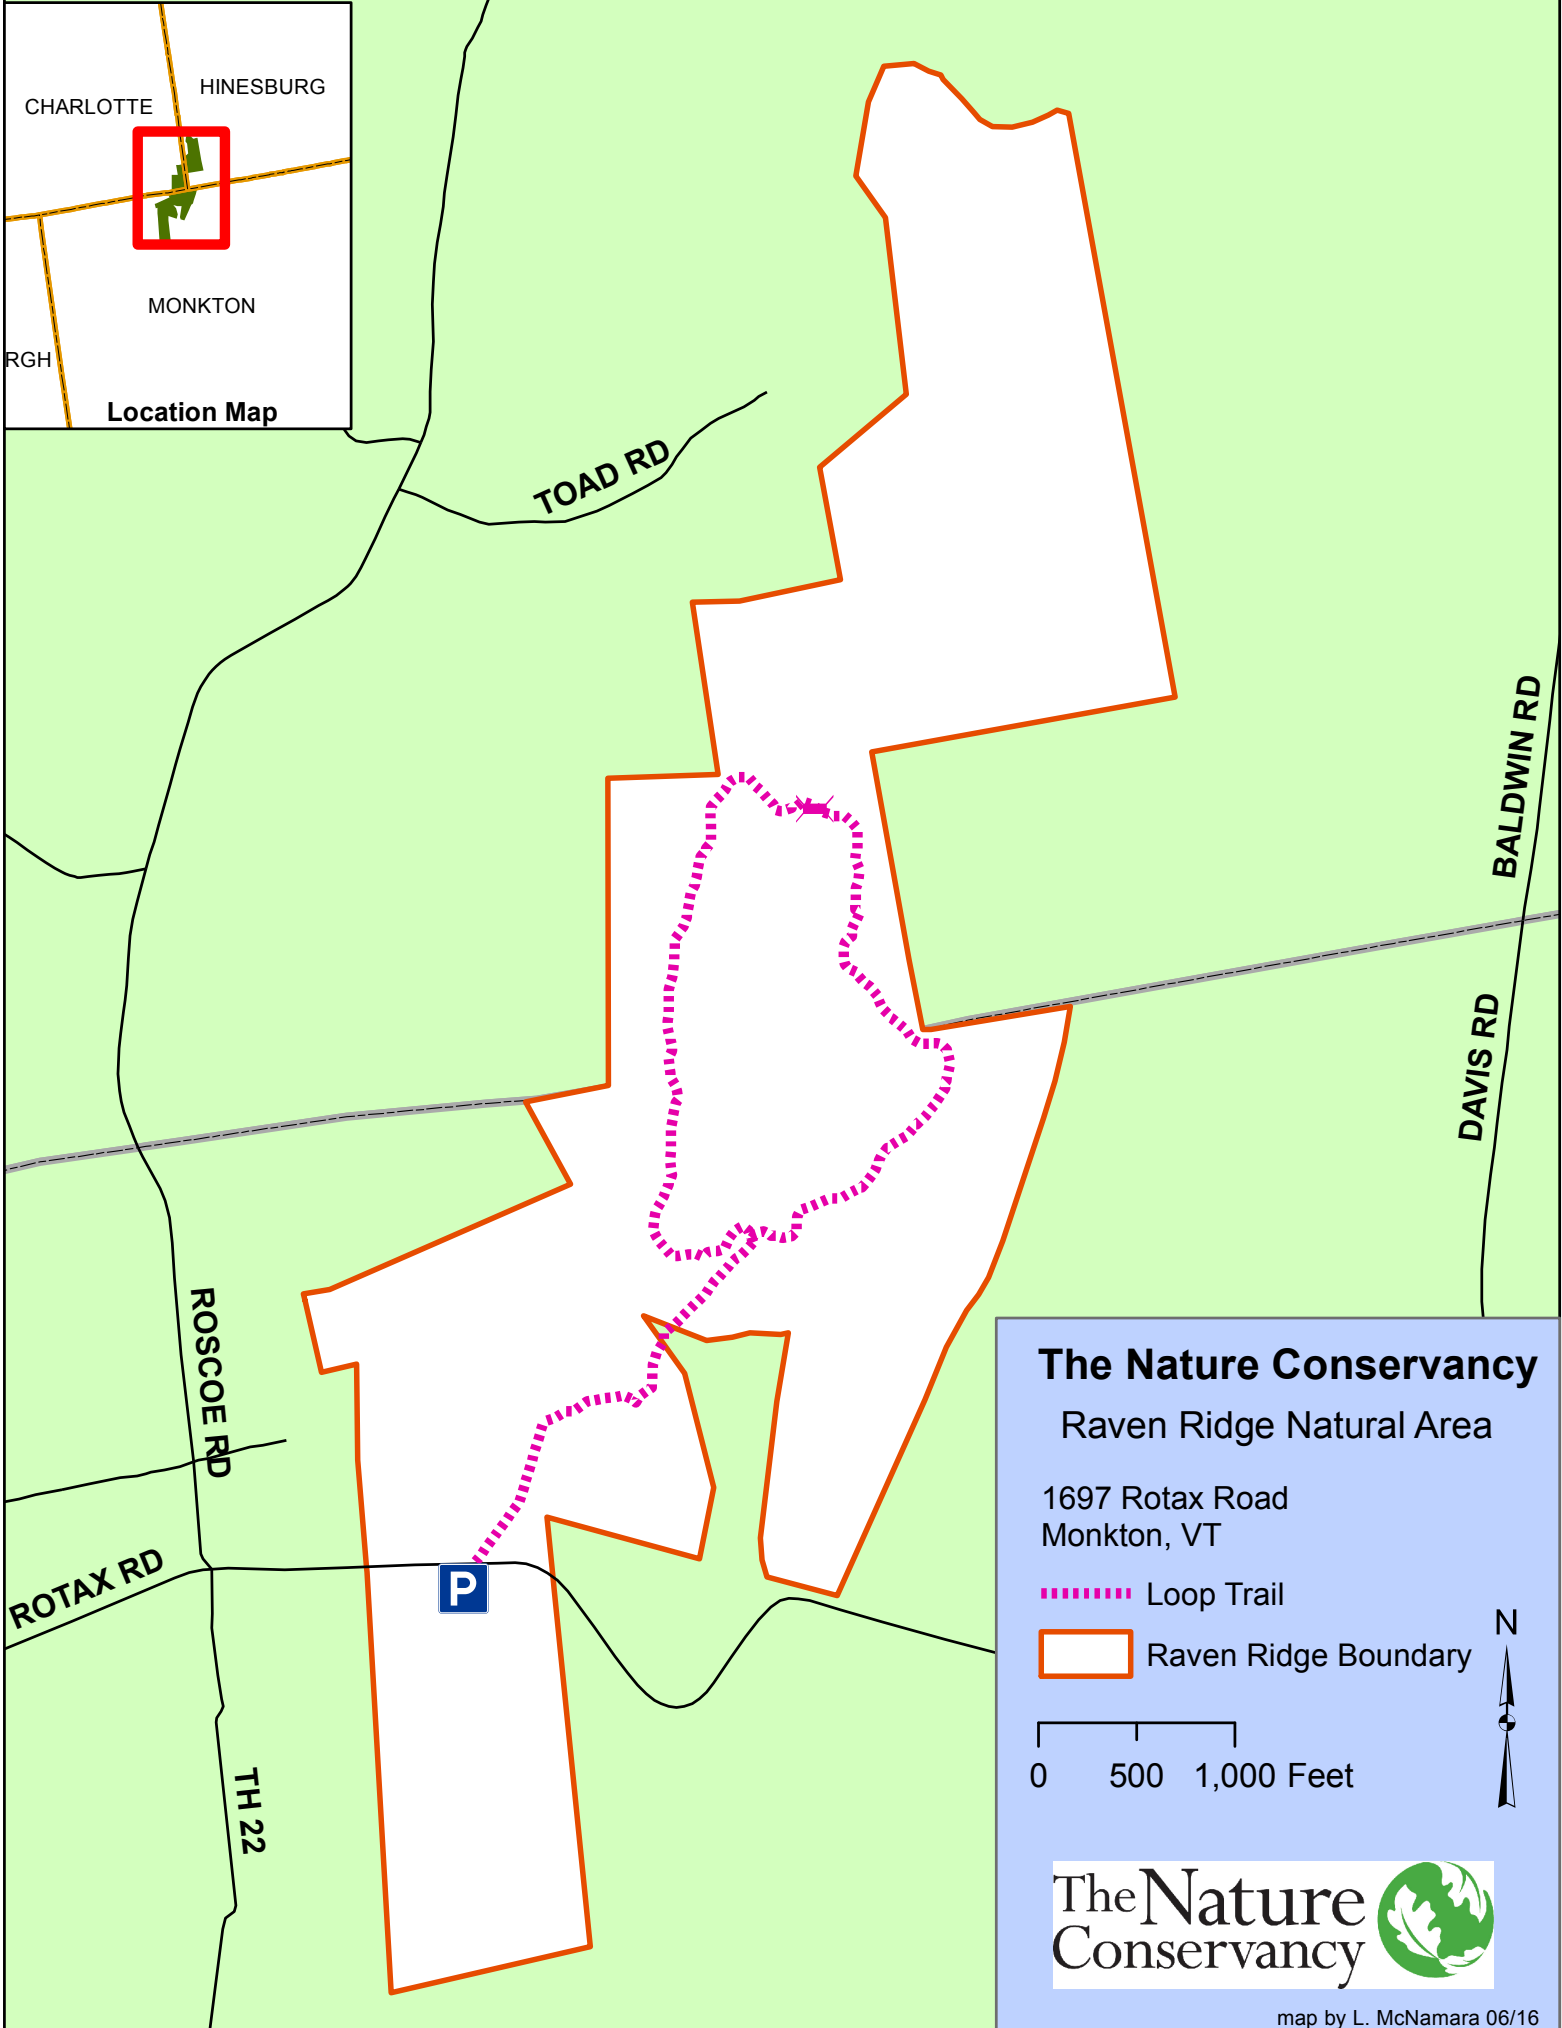 CHARLOTTE
HINESBURG
MONKTON
RGH
Location Map
TOAD RD
BALDWIN RD
DAVIS RD
ROSCOE RD
ROTAX RD
P
TH 22
The Nature Conservancy
Raven Ridge Natural Area
1697 Rotax Road
Monkton, VT
Loop Trail
Raven Ridge Boundary
N
0 500 1,000 Feet
The Nature
Conservancy
map by L. McNamara 06/16